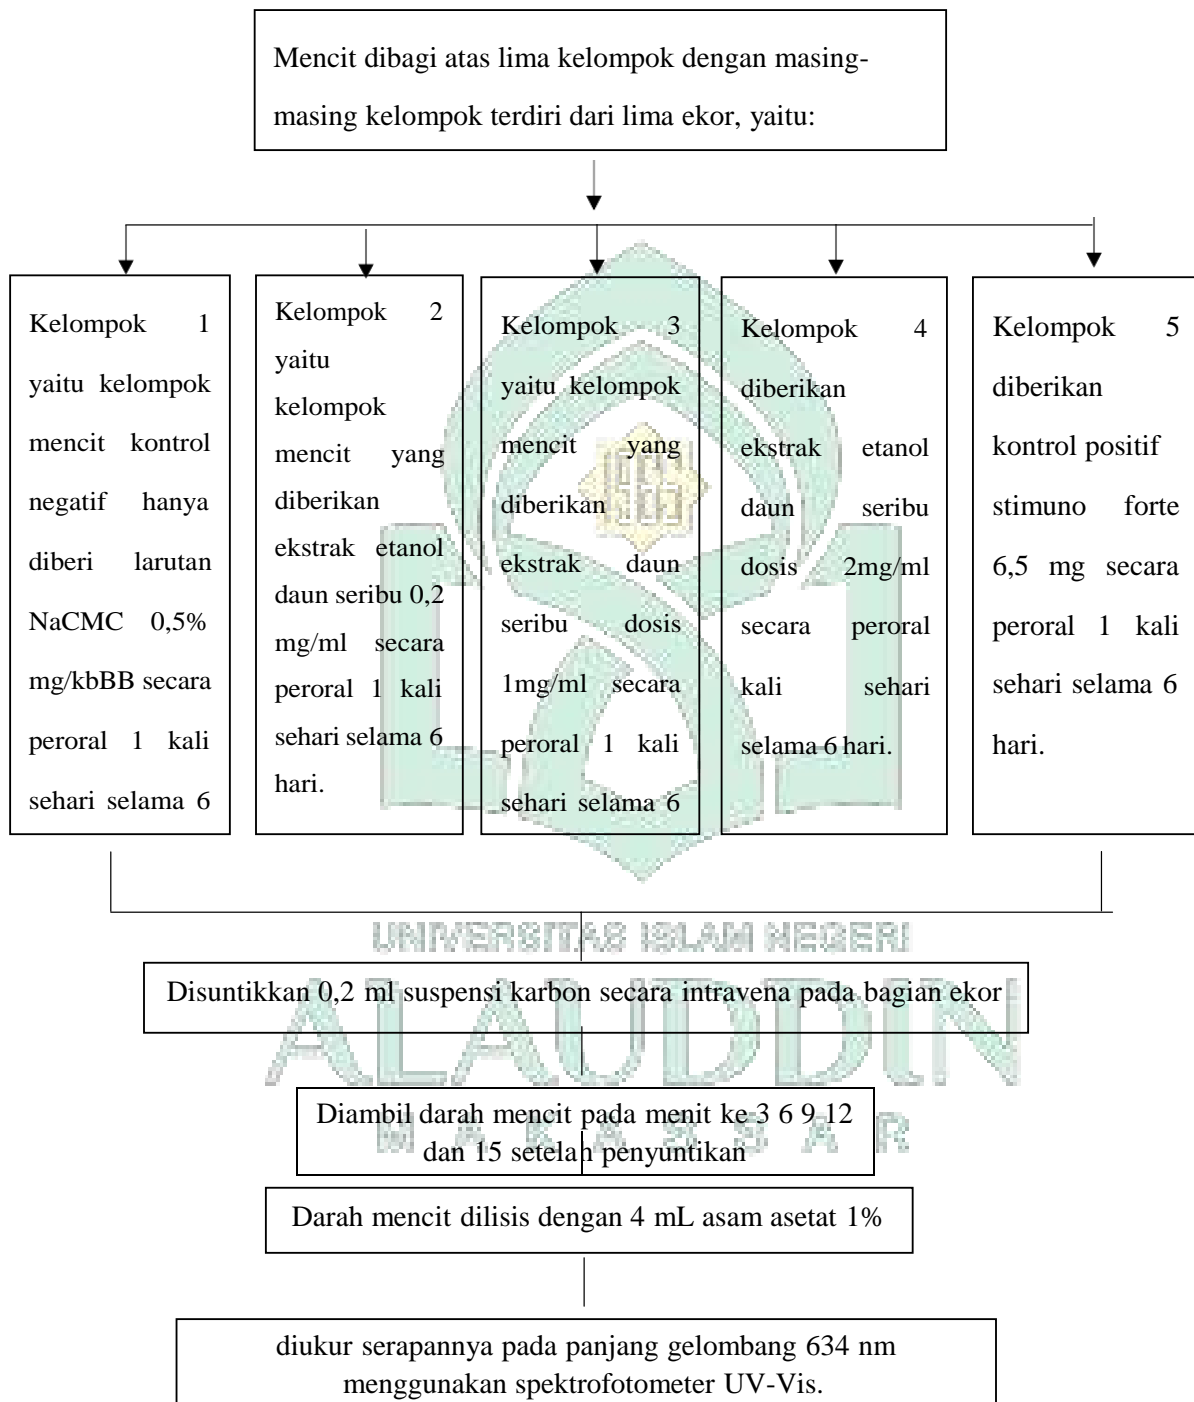 Mencit dibagi atas lima kelompok dengan masing-
masing kelompok terdiri dari lima ekor, yaitu:
Kelompok 1
yaitu kelompok
mencit kontrol
negatif hanya
diberi larutan
NaCMC 0,5%
mg/kbBB secara
peroral 1 kali
sehari selama 6
Kelompok 2
yaitu
kelompok
mencit yang
diberikan
ekstrak etanol
daun seribu 0,2
mg/ml secara
peroral 1 kali
sehari selama 6
hari.
Kelompok 3
yaitu kelompok
mencit yang
diberikan
ekstrak daun
seribu dosis
1mg/ml secara
peroral 1 kali
sehari selama 6
Kelompok 4
diberikan
ekstrak etanol
daun seribu
dosis 2mg/ml
secara peroral
kali sehari
selama 6 hari.
Kelompok 5
diberikan
kontrol positif
stimuno forte
6,5 mg secara
peroral 1 kali
sehari selama 6
hari.
UNIVERSITAS ISLAM NEGERI
Disuntikkan 0,2 ml suspensi karbon secara intravena pada bagian ekor
ALAUDDIN
Diambil darah mencit pada menit ke 3 6 9 12
MAKASSAR
dan 15 setelah penyuntikan
Darah mencit dilisis dengan 4 mL asam asetat 1%
diukur serapannya pada panjang gelombang 634 nm
menggunakan spektrofotometer UV-Vis.